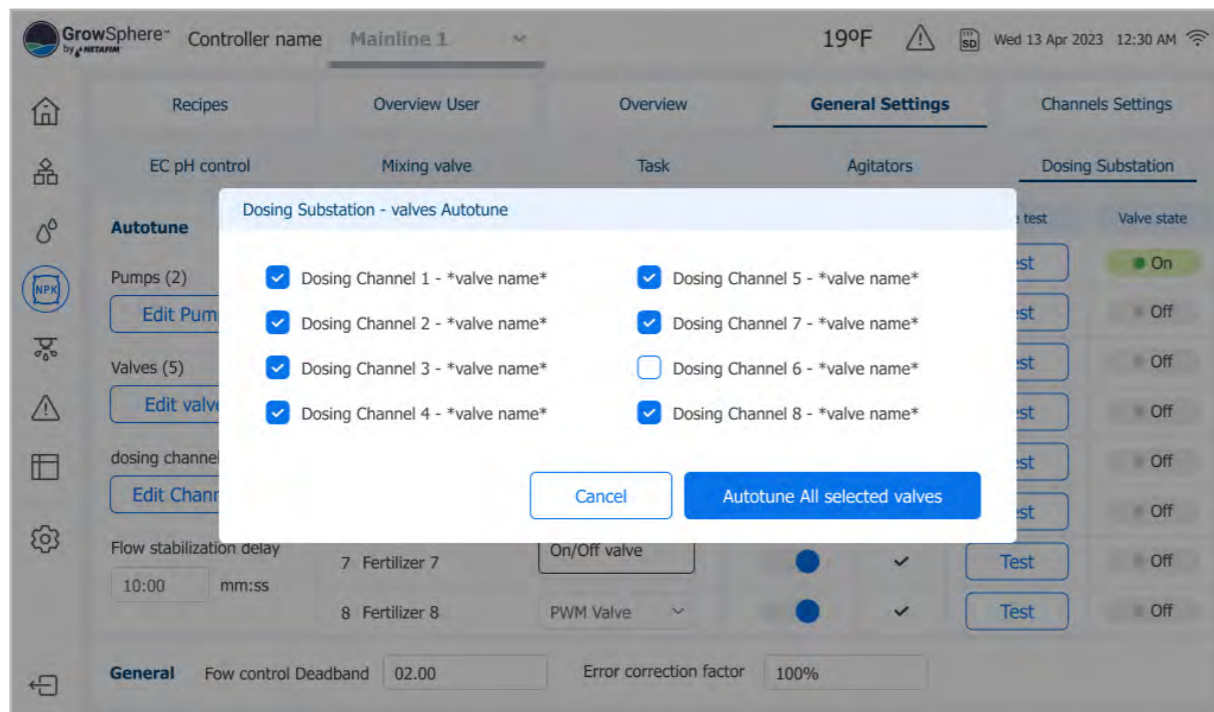 GrowSphere™ Controller name Mainline 1 19ºF SD Wed 13 Apr 2023 12:30 AM
by NETAFIM
Recipes Overview User Overview General Settings Channels Settings
EC pH control Mixing valve Task Agitators Dosing Substation
Dosing Substation - valves Autotune
Autotune test Valve state
Dosing Channel 1 - *valve name* Dosing Channel 5 - *valve name*
Pumps (2) est On
NPK
Edit Pum
Dosing Channel 2 - *valve name* Dosing Channel 7 - *valve name*
est Off
Valves (5) Dosing Channel 3 - *valve name* Dosing Channel 6 - *valve name* est Off
Edit valve Dosing Channel 4 - *valve name* Dosing Channel 8 - *valve name* est Off
dosing channel est Off
Edit Chann Cancel Autotune All selected valves est Off
Flow stabilization delay
7 Fertilizer 7 On/Off valve Test Off
10:00 mm:ss
8 Fertilizer 8 PWM Valve Test Off
General Fow control Deadband 02.00 Error correction factor 100%